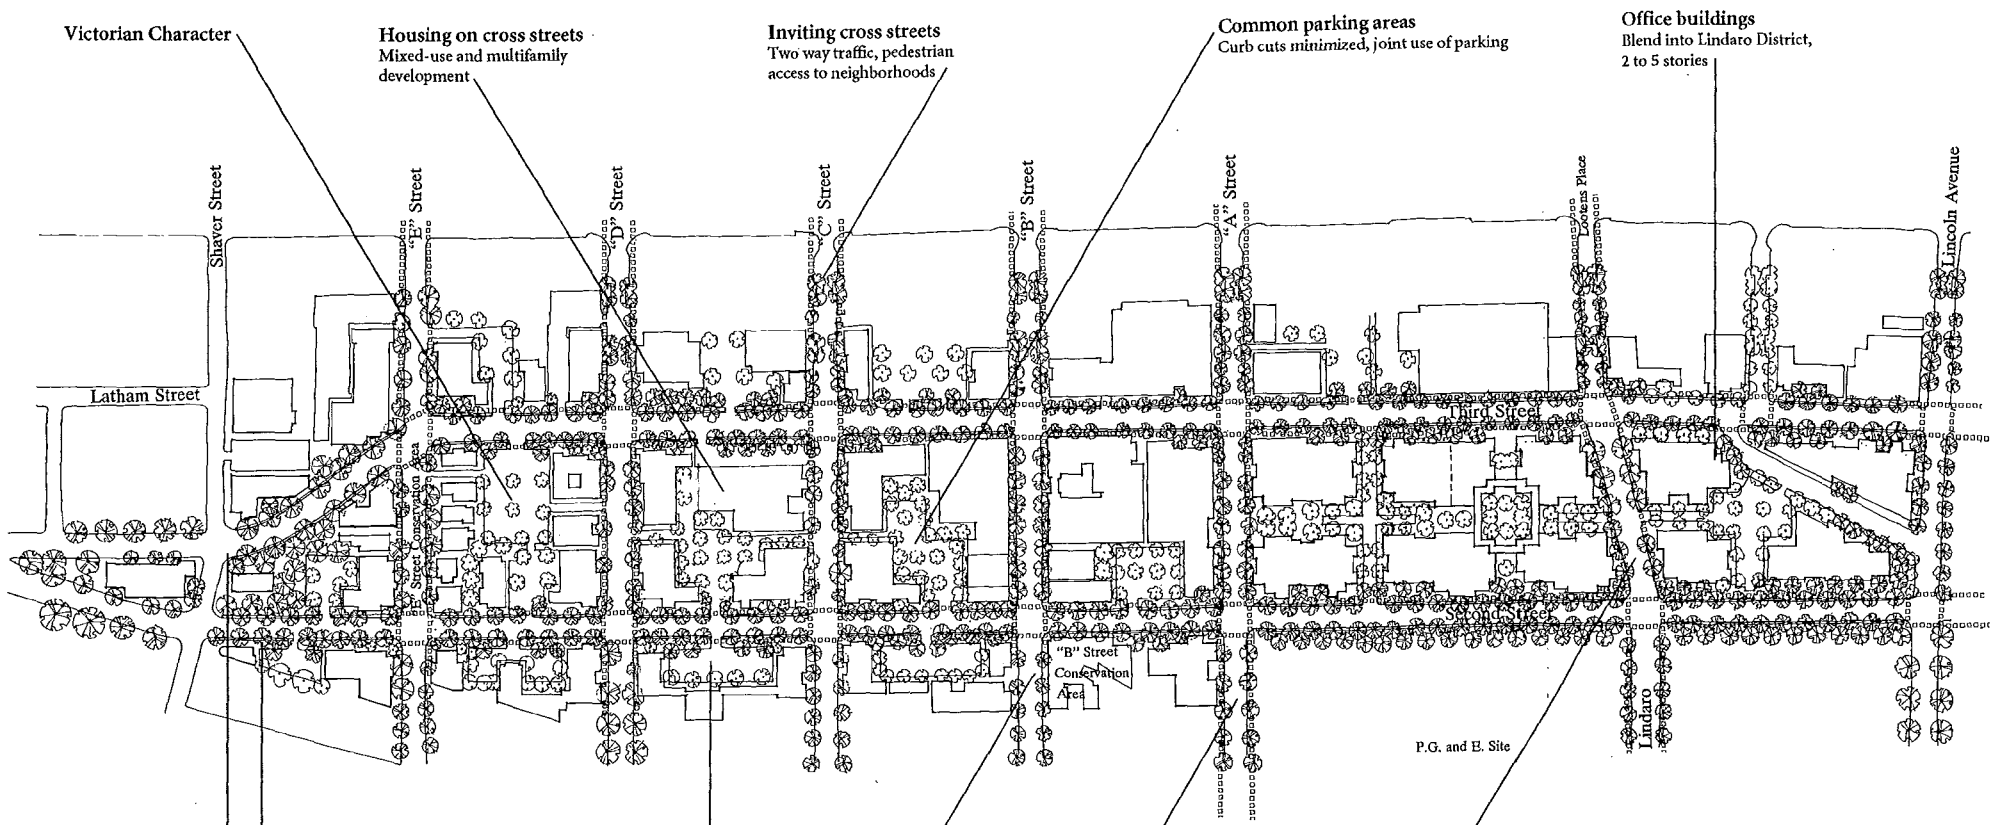 Victorian Character
Housing on cross streets
Mixed-use and multifamily
development
Inviting cross streets
Two way traffic, pedestrian
access to neighborhoods
Common parking areas
Curb cuts minimized, joint use of parking
Office buildings
Blend into Lindaro District,
2 to 5 stories
Shaver Street
"E" Street
"D" Street
"C" Street
"B" Street
"A" Street
Lootens Place
Lincoln Avenue
Latham Street
Third Street
"E" Street Conservation Area
Second Street
"B" Street
Conservation
Area
P.G. and E. Site
Lindaro